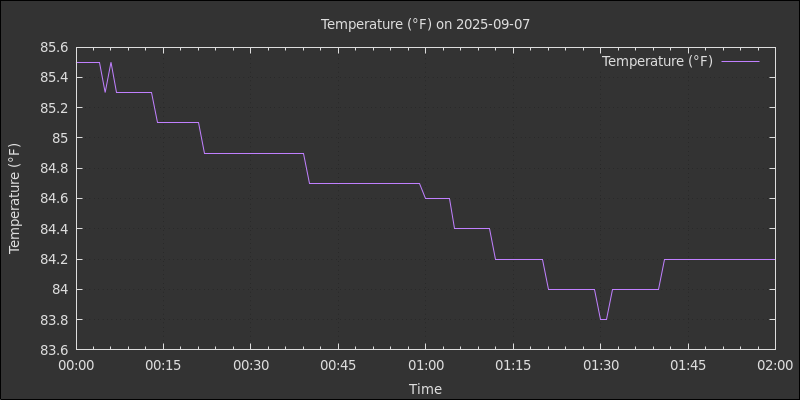 Temperature (°F) on 2025-09-07
Temperature (°F)
85.6
85.4
85.2
85
84.8
84.6
84.4
84.2
84
83.8
83.6
Temperature (°F)
00:00 00:15 00:30 00:45 01:00 01:15 01:30 01:45 02:00
Time